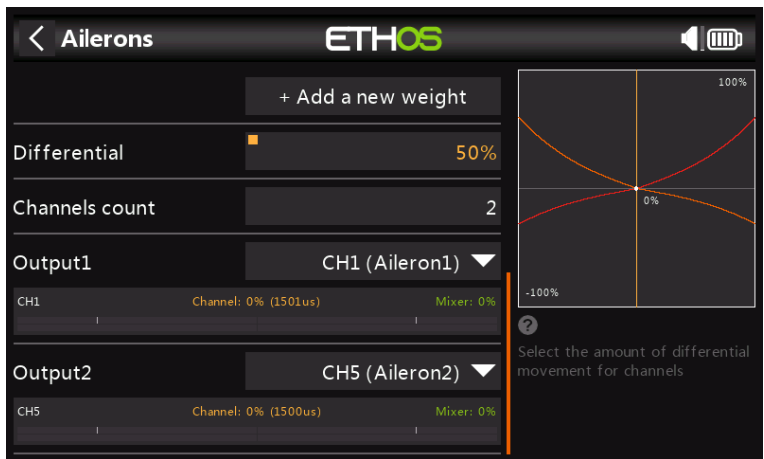 Ailerons
ETHOS
+ Add a new weight
Differential
50%
Channels count
2
Output1
CH1 (Aileron1)
CH1
Channel: 0% (1501us)
Mixer: 0%
Output2
CH5 (Aileron2)
CH5
Channel: 0% (1500us)
Mixer: 0%
100%
0%
-100%
?
Select the amount of differential
movement for channels